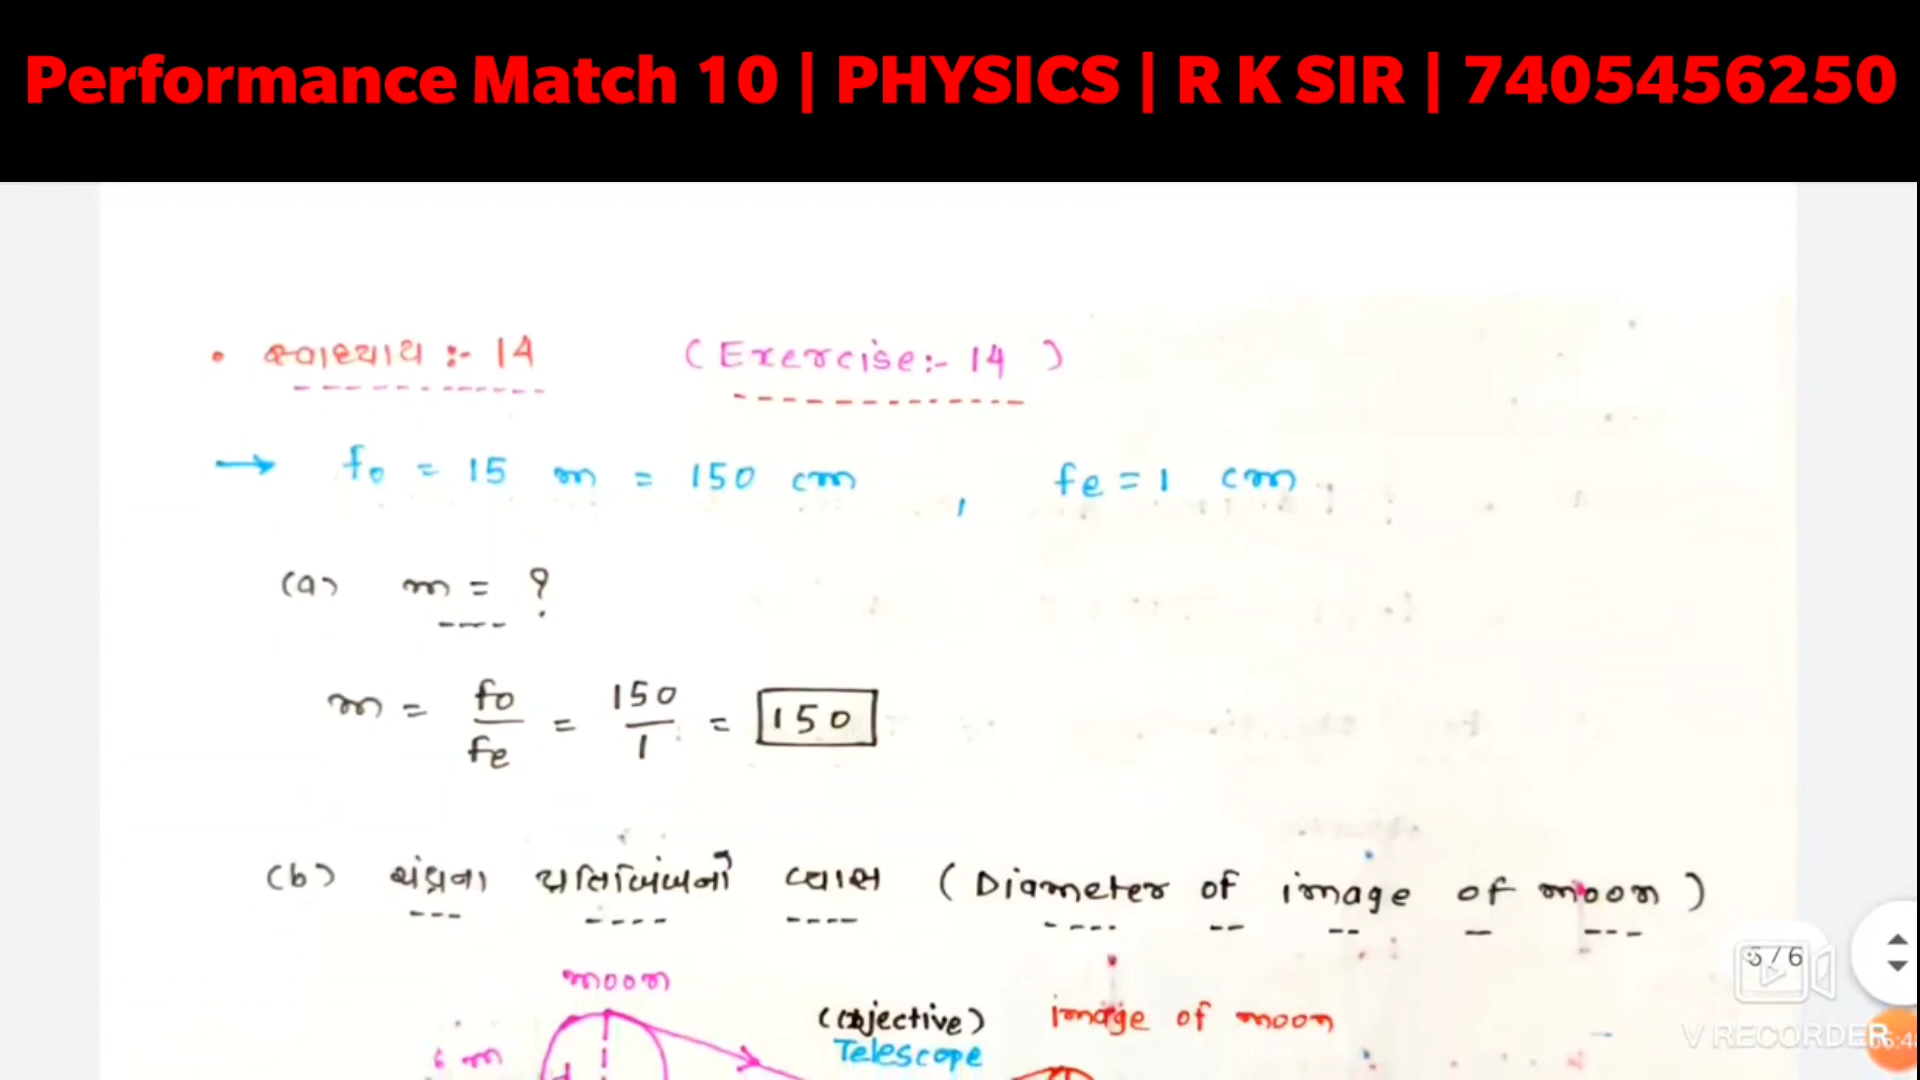 Performance Match 10 | PHYSICS | R K SIR | 7405456250
• સ્વાધ્યાય :- 14 (Exercise:- 14 )
→ fo = 15 m = 150 cm , fe = 1 cm
(a) m = ?
m = fo/fe = 150/1 = 150
(b) ચંદ્રના પ્રતિબિંબનો વ્યાસ (Diameter of image of moon)
moon
(objective) image of moon
Telescope
/ 6
V RECORDER